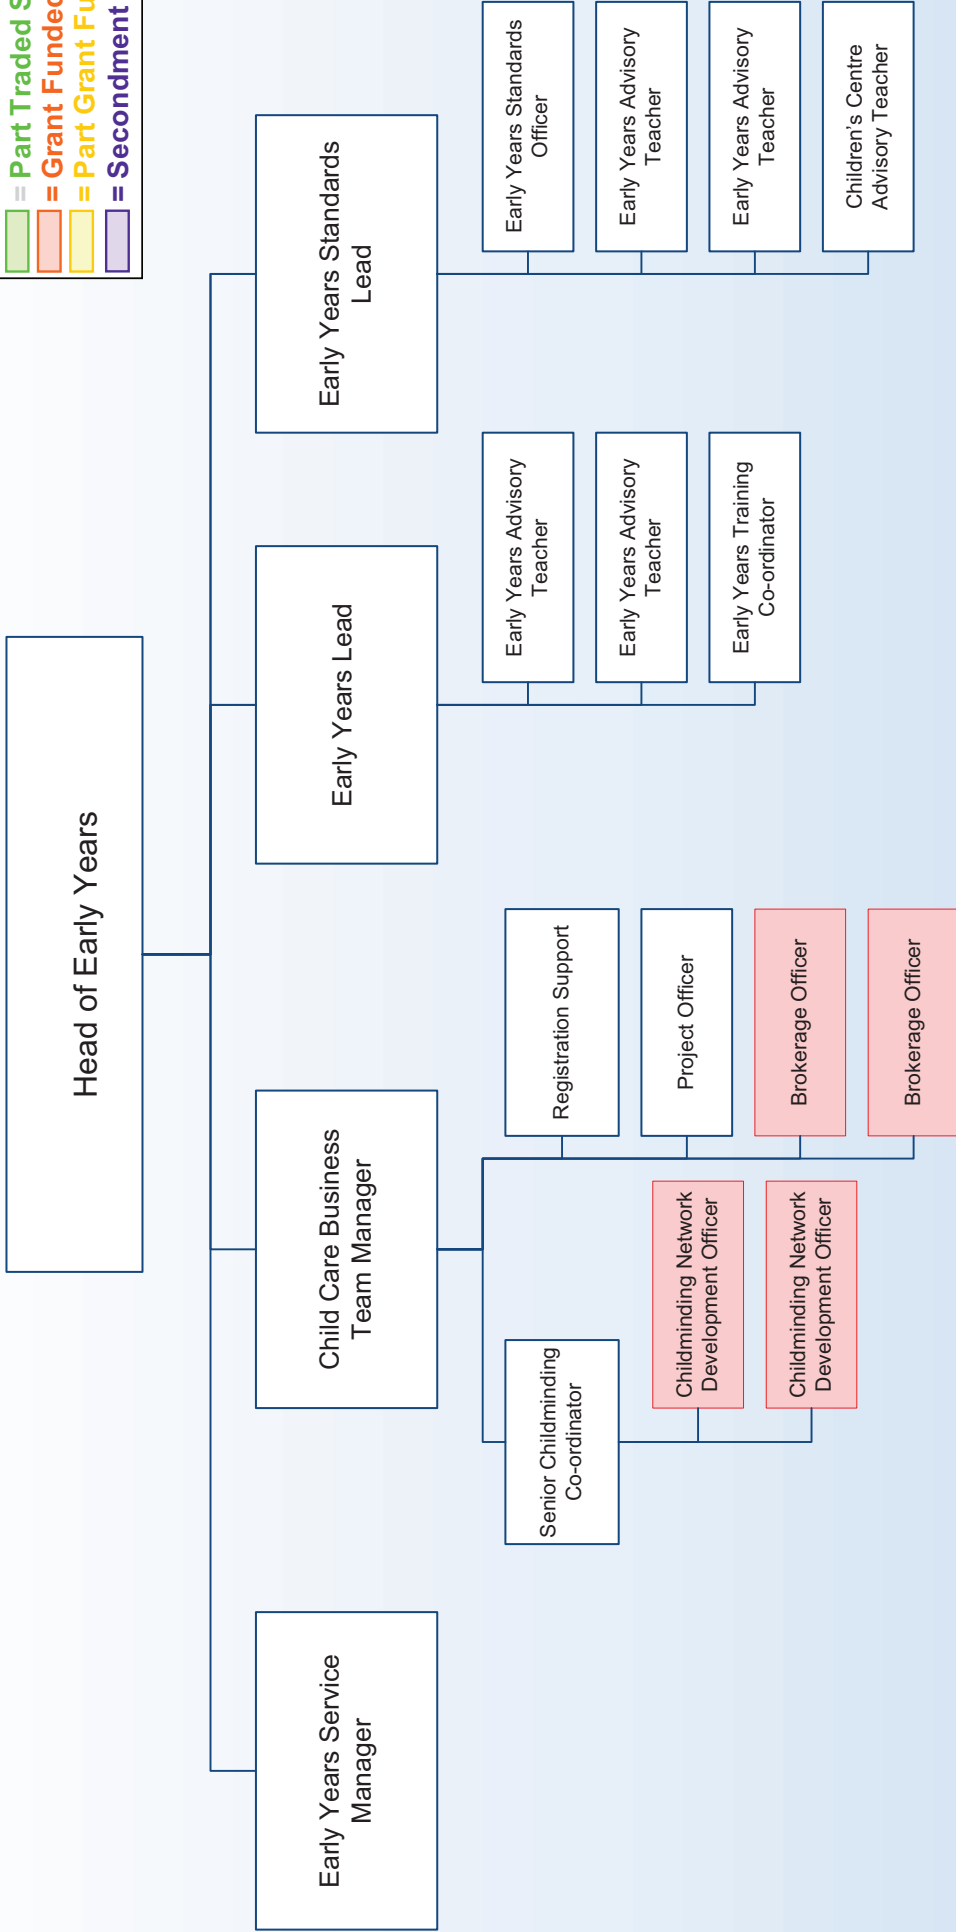 = Part Traded S
= Grant Funded
= Part Grant Fu
= Secondment
Head of Early Years
Early Years Service
Manager
Child Care Business
Team Manager
Early Years Lead
Early Years Standards
Lead
Senior Childminding
Co-ordinator
Childminding Network
Development Officer
Childminding Network
Development Officer
Registration Support
Project Officer
Brokerage Officer
Brokerage Officer
Early Years Advisory
Teacher
Early Years Advisory
Teacher
Early Years Training
Co-ordinator
Early Years Standards
Officer
Early Years Advisory
Teacher
Early Years Advisory
Teacher
Children's Centre
Advisory Teacher